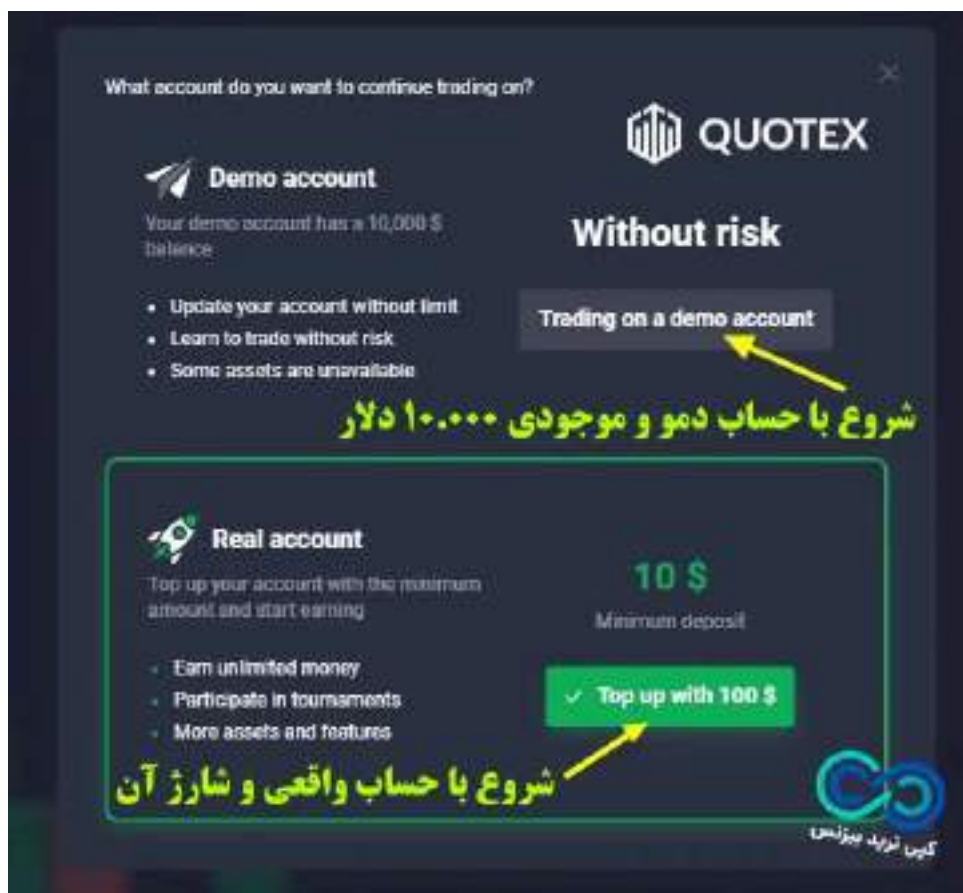 What account do you want to continue trading on?
QUOTEX
Demo account
Your demo account has a 10,000 $
balance
Without risk
Update your account without limit
Learn to trade without risk
Some assets are unavailable
Trading on a demo account
شروع با حساب دمو و موجودی ۱۰.۰۰۰ دلار
Real account
Top up your account with the minimum
amount and start earning
10 $
Minimum deposit
Earn unlimited money
Participate in tournaments
More assets and features
Top up with 100 $
شروع با حساب واقعی و شارژ آن
کپی ترید بیزنس